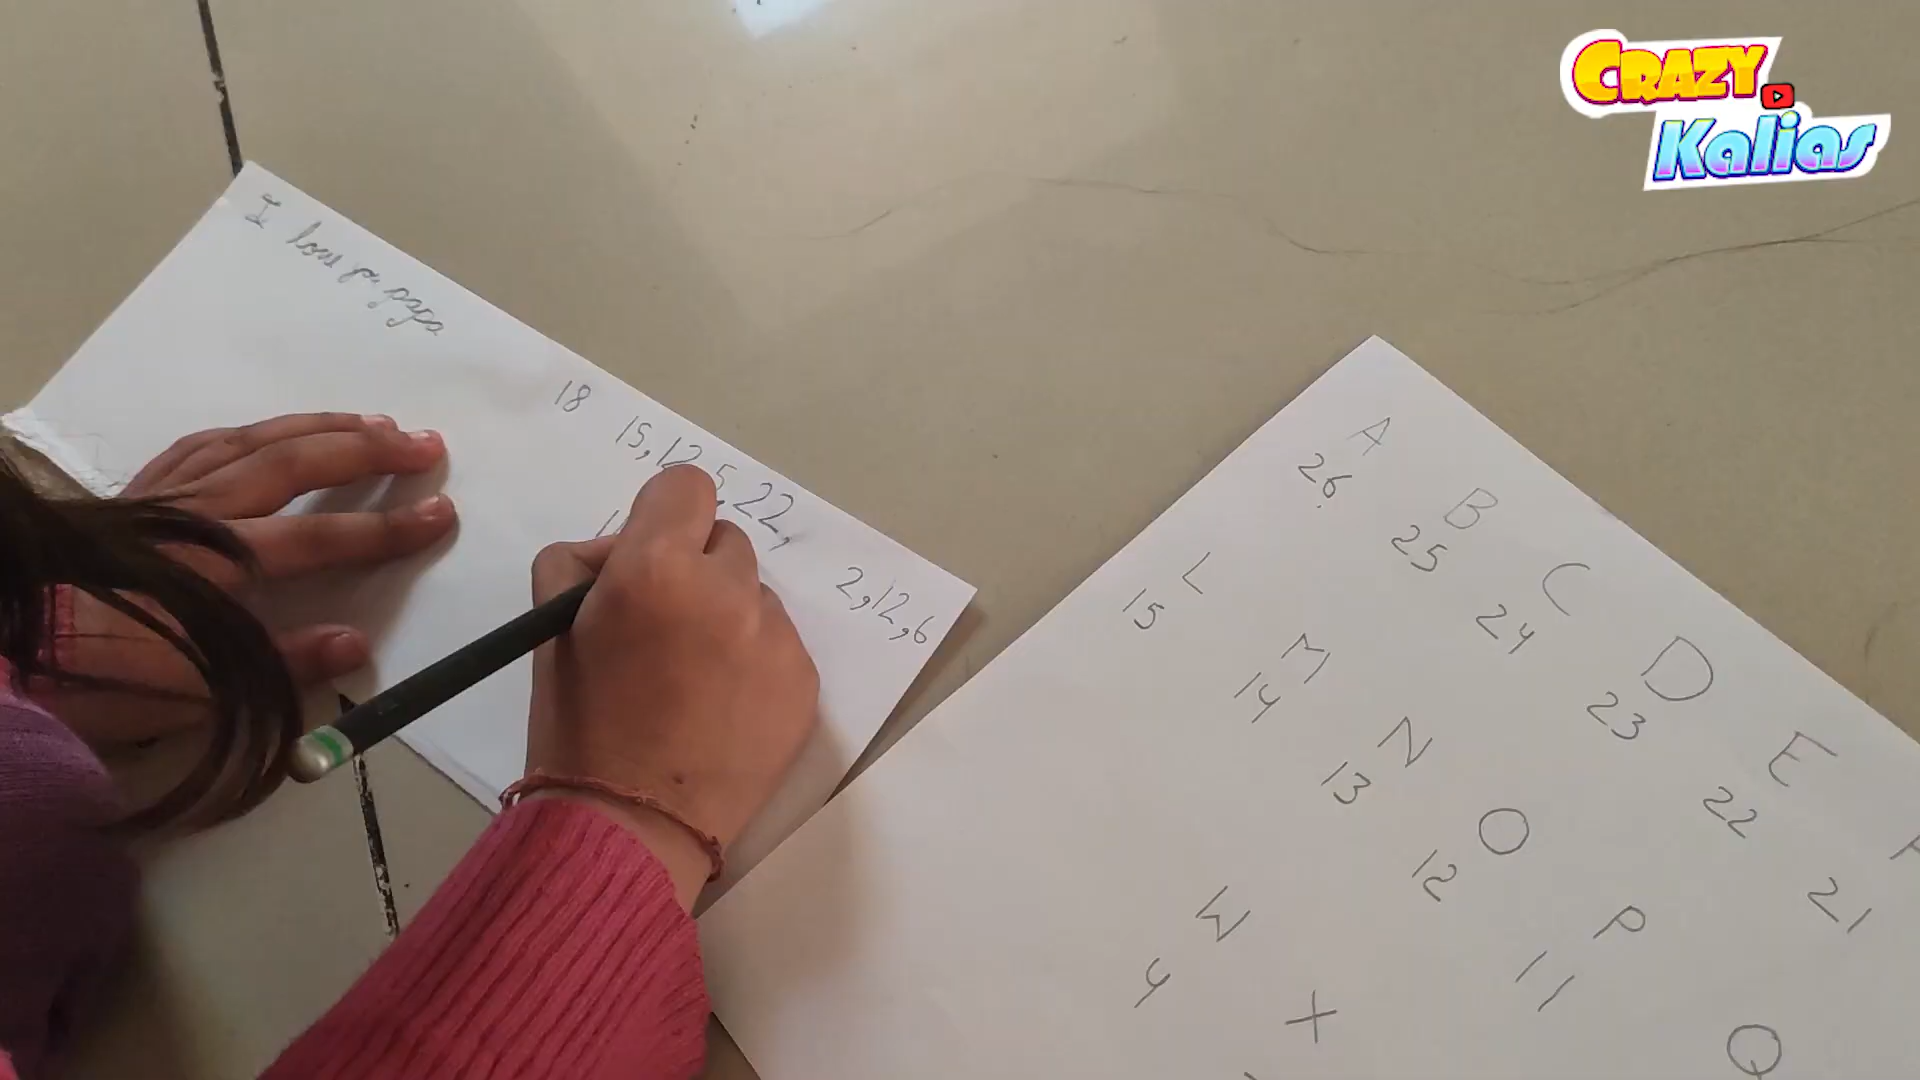 CRAZY
Kalias
I love
papa
18 15,12,5,22,
2,12,6
A B C D E
26 25 24 23 22 21
L M N O P Q
15 14 13 12 11
W X
4